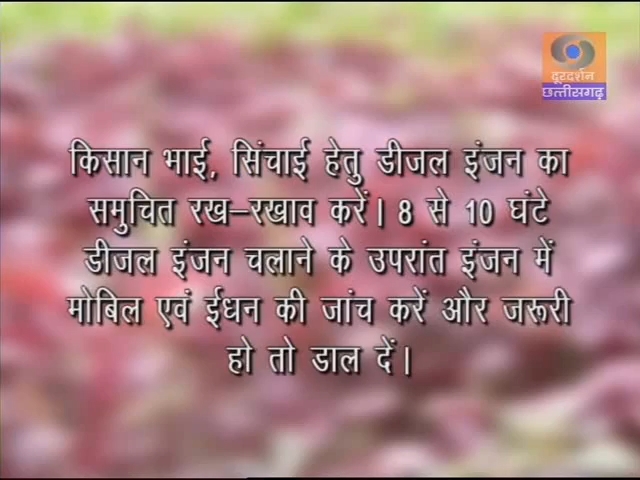 दूरदर्शन
छत्तीसगढ़
किसान भाई, सिंचाई हेतु डीजल इंजन का
समुचित रख–रखाव करें। 8 से 10 घंटे
डीजल इंजन चलाने के उपरांत इंजन में
मोबिल एवं ईधन की जांच करें और जरूरी
हो तो डाल दें।